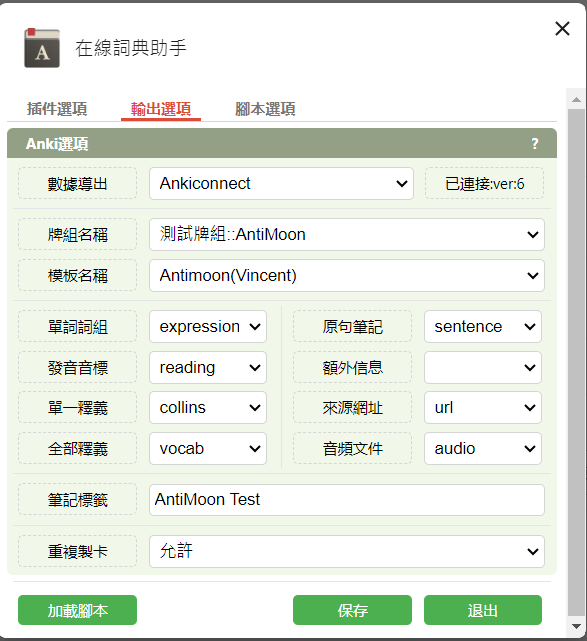 A 在線詞典助手
插件選項 輸出選項 腳本選項
Anki選項 ?
數據導出 Ankiconnect 已連接:ver:6
牌組名稱 測試牌組::AntiMoon
模板名稱 Antimoon(Vincent)
單詞詞組 expression 原句筆記 sentence
發音音標 reading 額外信息
單一釋義 collins 來源網址 url
全部釋義 vocab 音頻文件 audio
筆記標籤 AntiMoon Test
重複製卡 允許
加載腳本 保存 退出